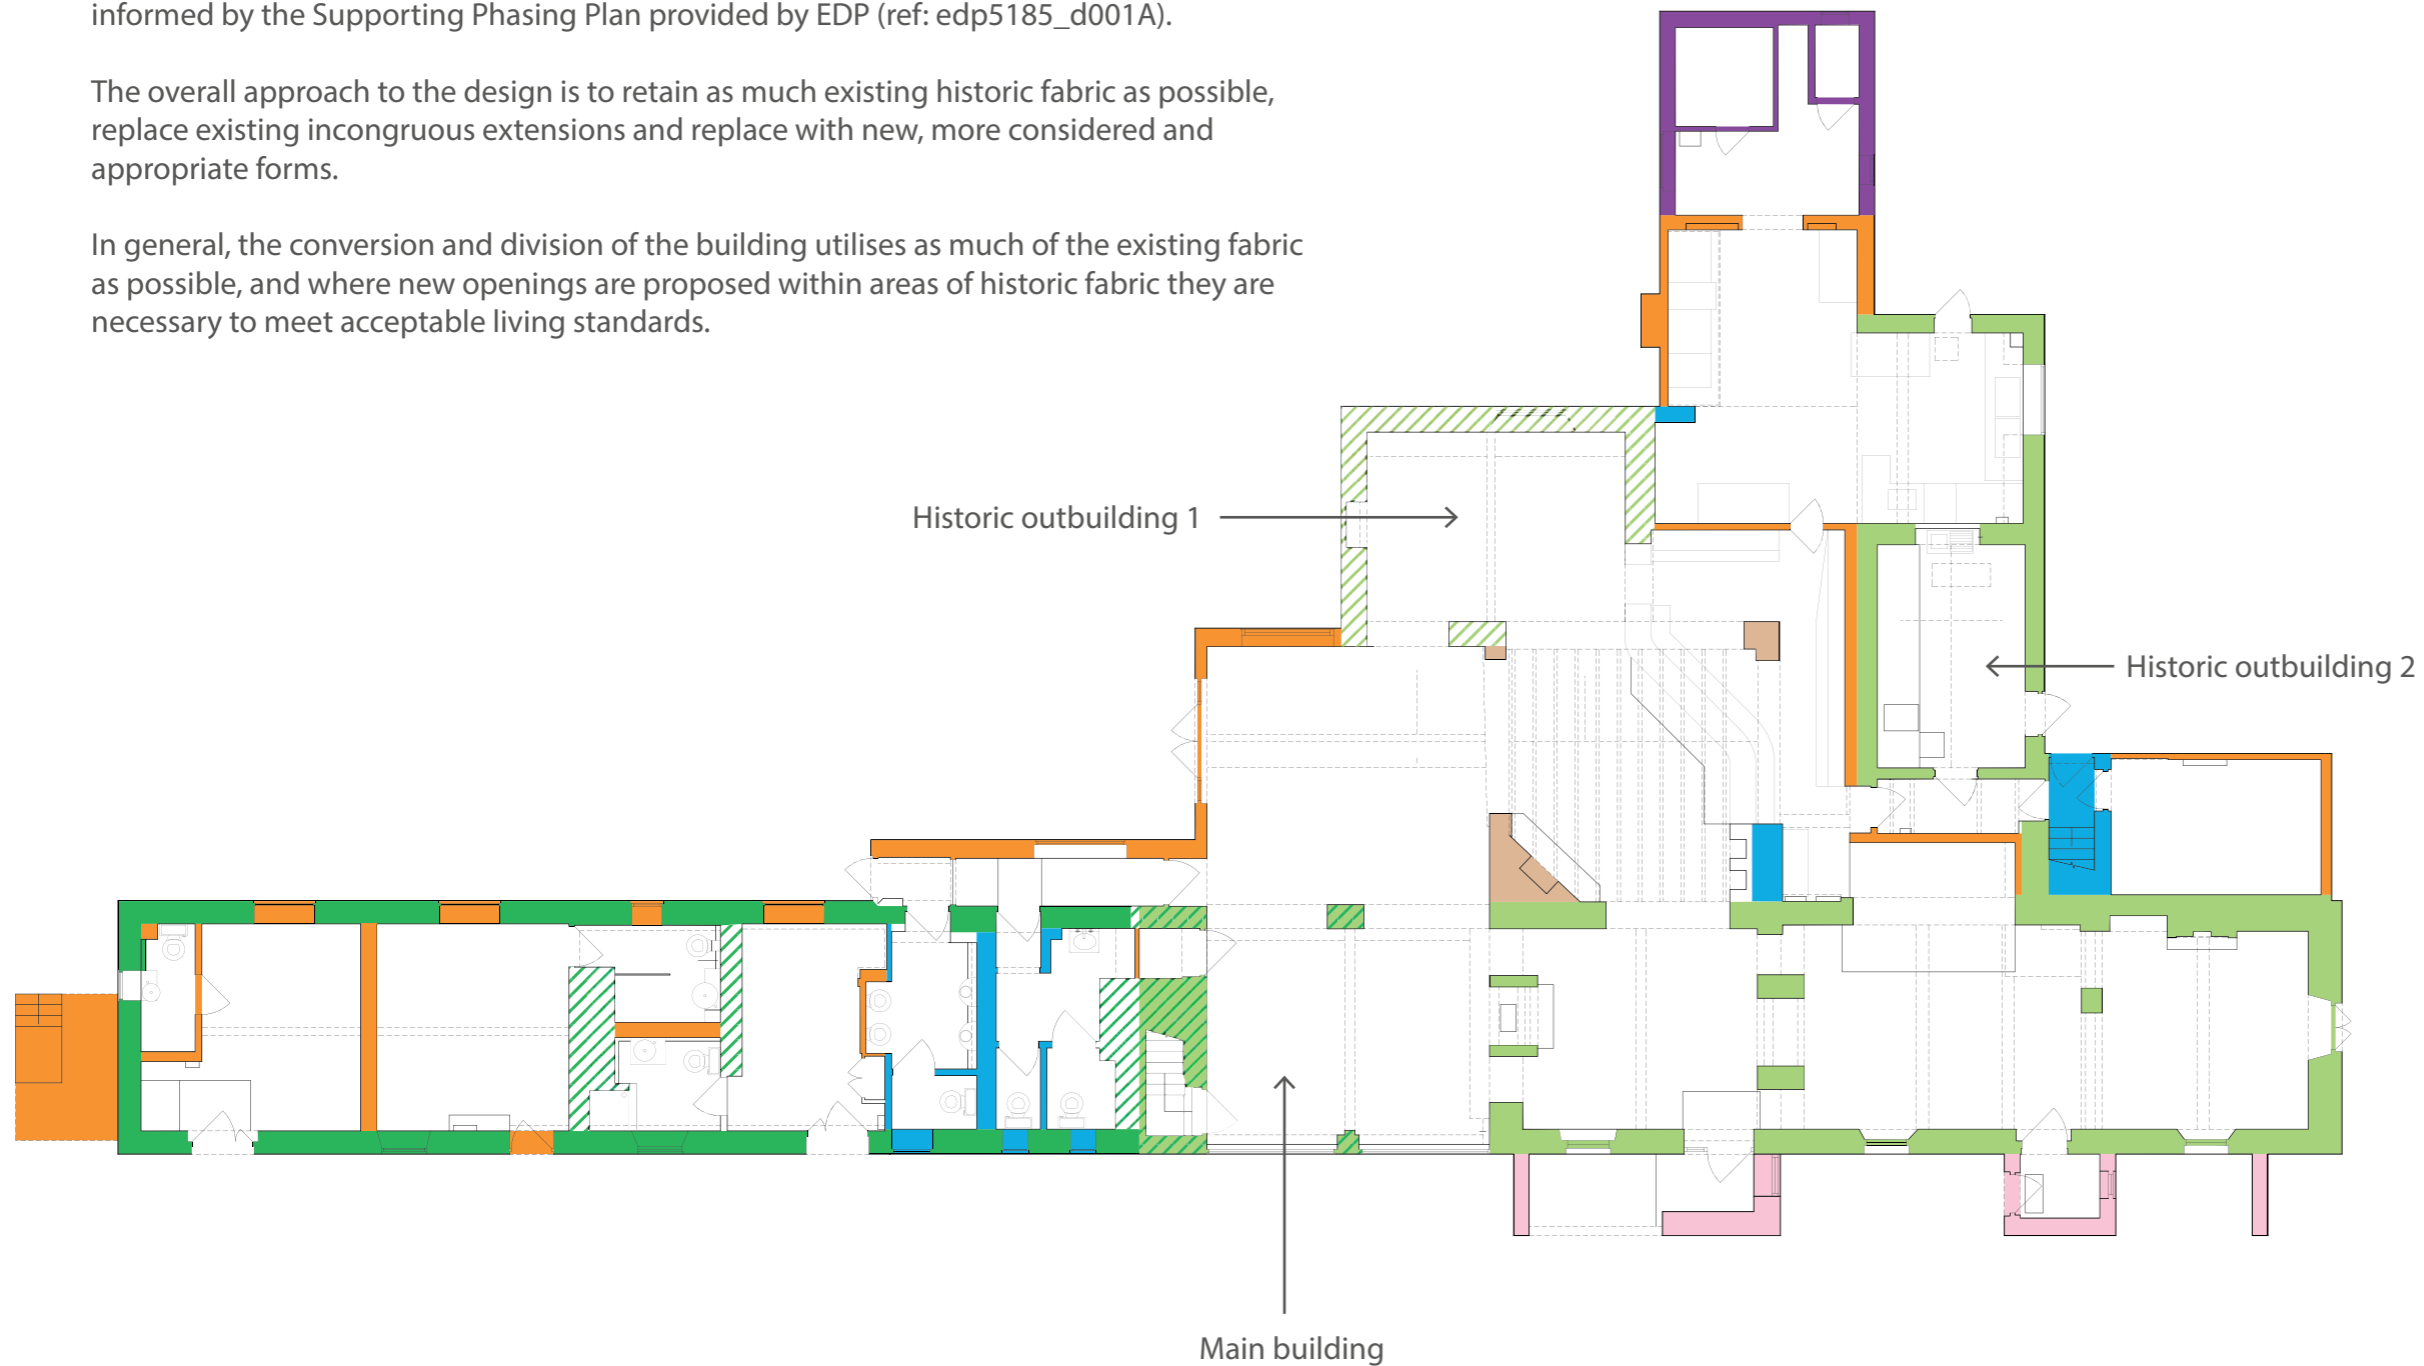 informed by the Supporting Phasing Plan provided by EDP (ref: edp5185_d001A).
The overall approach to the design is to retain as much existing historic fabric as possible,
replace existing incongruous extensions and replace with new, more considered and
appropriate forms.
In general, the conversion and division of the building utilises as much of the existing fabric
as possible, and where new openings are proposed within areas of historic fabric they are
necessary to meet acceptable living standards.
Historic outbuilding 1
Historic outbuilding 2
Main building